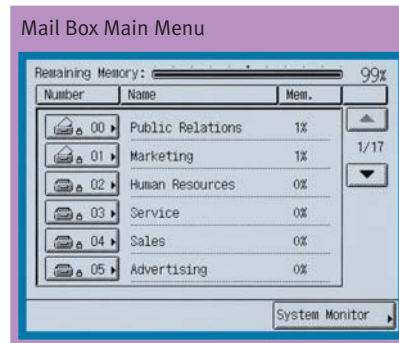 Mail Box Main Menu
Remaining Memory: 99%
Number Name Mem.
00 Public Relations 1%
01 Marketing 1%
1/17
02 Human Resources 0%
03 Service 0%
04 Sales 0%
05 Advertising 0%
System Monitor